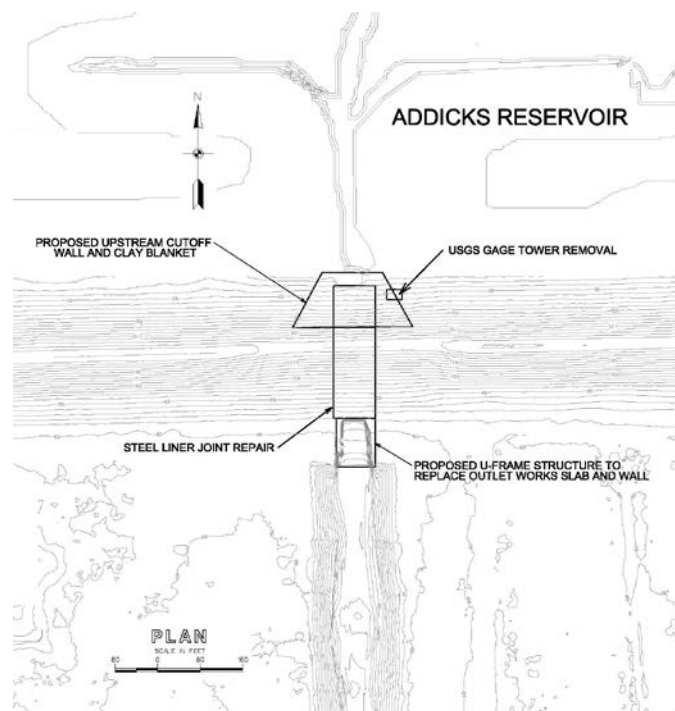 N
ADDICKS RESERVOIR
PROPOSED UPSTREAM CUTOFF
WALL AND CLAY BLANKET
USGS GAGE TOWER REMOVAL
STEEL LINER JOINT REPAIR
PROPOSED U-FRAME STRUCTURE TO
REPLACE OUTLET WORKS SLAB AND WALL
PLAN
SCALE IN FEET
80 0 80 160